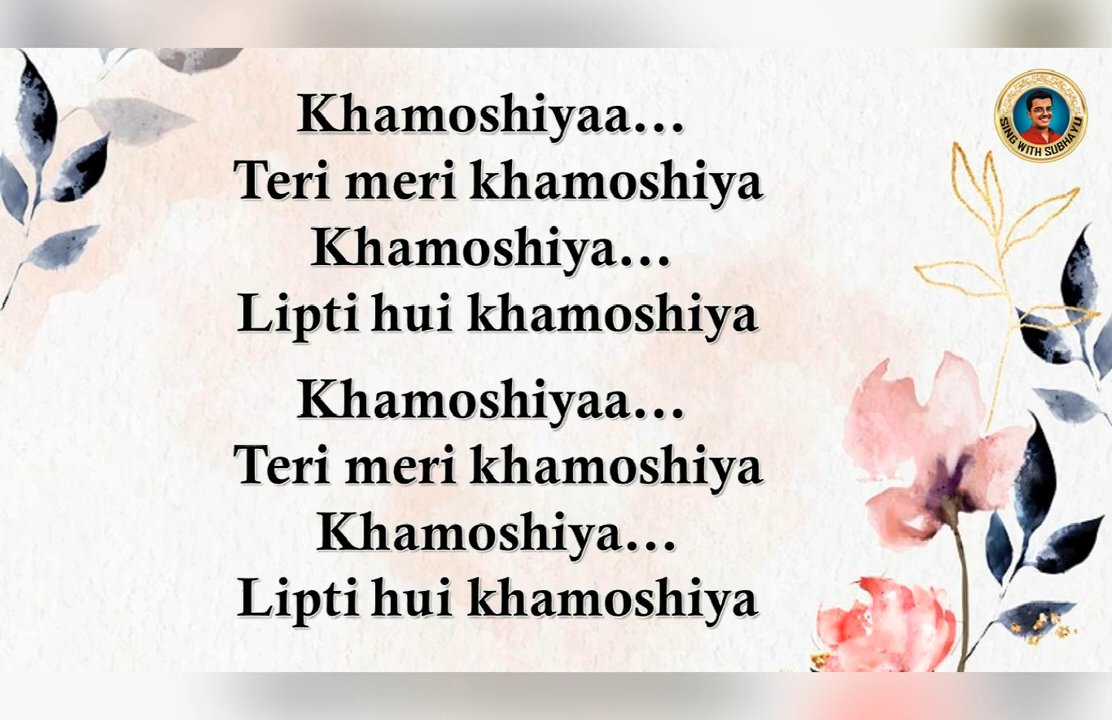 Khamoshiyaa...
Teri meri khamoshiya
Khamoshiya...
Lipti hui khamoshiya
Khamoshiyaa...
Teri meri khamoshiya
Khamoshiya...
Lipti hui khamoshiya
SING WITH SUBHAYU